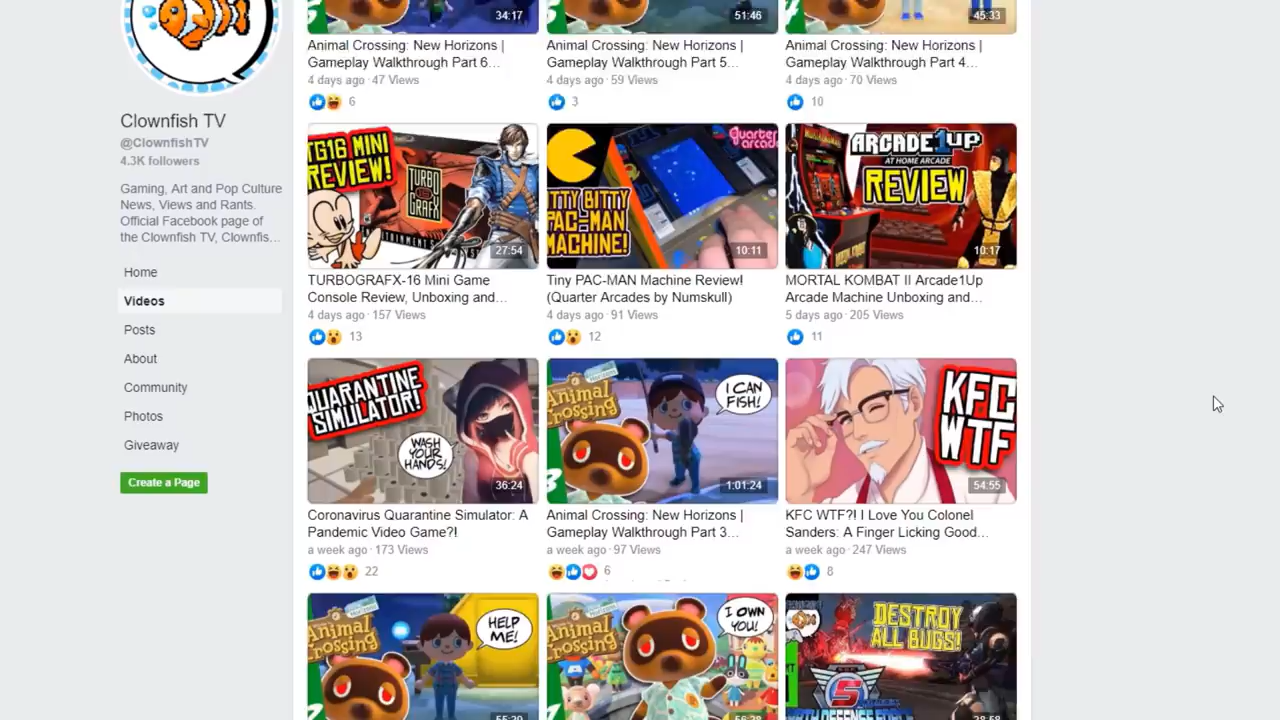 34:17
51:46
45:33
Animal Crossing: New Horizons |
Gameplay Walkthrough Part 6...
4 days ago · 47 Views
6
Animal Crossing: New Horizons |
Gameplay Walkthrough Part 5...
4 days ago · 59 Views
3
Animal Crossing: New Horizons |
Gameplay Walkthrough Part 4...
4 days ago · 70 Views
10
Clownfish TV
@ClownfishTV
4.3K followers
Gaming, Art and Pop Culture
News, Views and Rants.
Official Facebook page of
the Clownfish TV, Clownfis...
Home
Videos
Posts
About
Community
Photos
Giveaway
Create a Page
TG16 MINI
REVIEW!
TURBO
GRAFX
27:54
TURBOGRAFX-16 Mini Game
Console Review, Unboxing and...
4 days ago · 157 Views
13
Quarter
arcade
ITTY BITTY
PAC-MAN
MACHINE!
10:11
Tiny PAC-MAN Machine Review!
(Quarter Arcades by Numskull)
4 days ago · 91 Views
12
ARCADE1UP
AT HOME ARCADE
REVIEW
10:17
MORTAL KOMBAT II Arcade1Up
Arcade Machine Unboxing and...
5 days ago · 205 Views
11
QUARANTINE
SIMULATOR!
WASH
YOUR
HANDS!
36:24
Coronavirus Quarantine Simulator: A
Pandemic Video Game?!
a week ago · 173 Views
22
Animal
Crossing
I CAN
FISH!
3
1:01:24
Animal Crossing: New Horizons |
Gameplay Walkthrough Part 3...
a week ago · 97 Views
6
KFC
WTF
54:55
KFC WTF?! I Love You Colonel
Sanders: A Finger Licking Good...
a week ago · 247 Views
8
Animal
Crossing
HELP
ME!
55:29
Animal
Crossing
I OWN
YOU!
56:28
DESTROY
ALL BUGS!
5
28:58